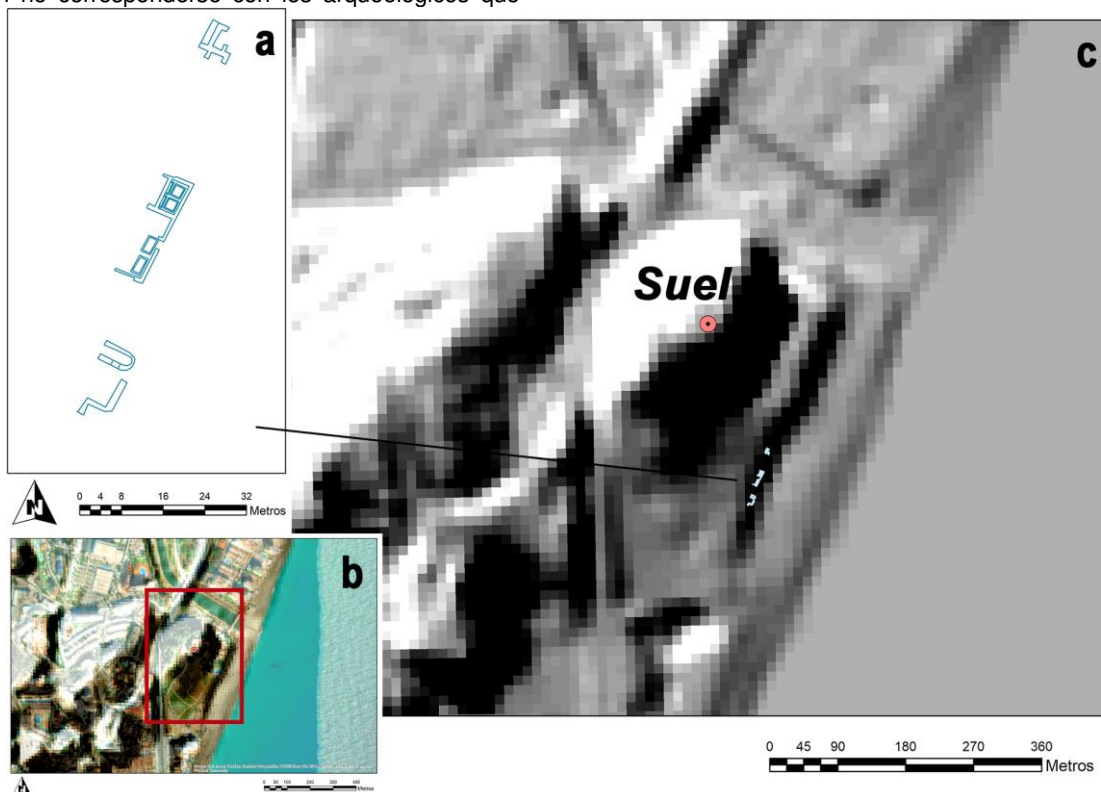 no corresponderse con los arqueológicos que
a
c
Suel
N
0 4 8 16 24 32
Metros
b
0 45 90 180 270 360
Metros